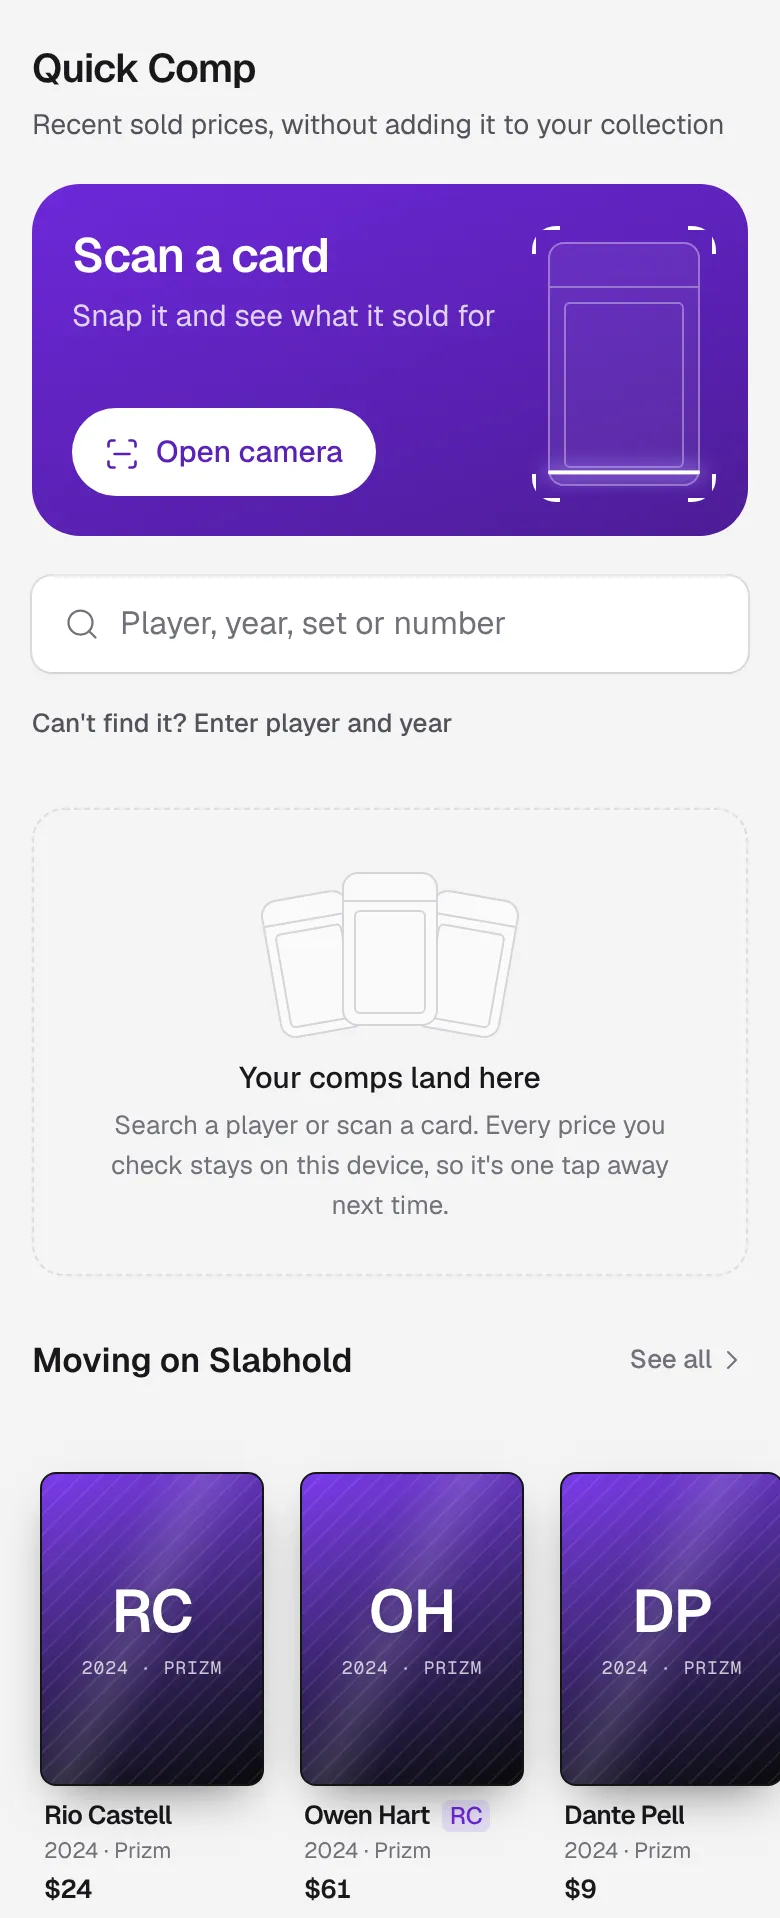 Quick Comp
Recent sold prices, without adding it to your collection
Scan a card
Snap it and see what it sold for
Open camera
Player, year, set or number
Can't find it? Enter player and year
Your comps land here
Search a player or scan a card. Every price you
check stays on this device, so it's one tap away
next time.
Moving on Slabhold
See all
RC
2024 · PRIZM
Rio Castell
2024 · Prizm
$24
OH
2024 · PRIZM
Owen Hart RC
2024 · Prizm
$61
DP
2024 · PRIZM
Dante Pell
2024 · Prizm
$9